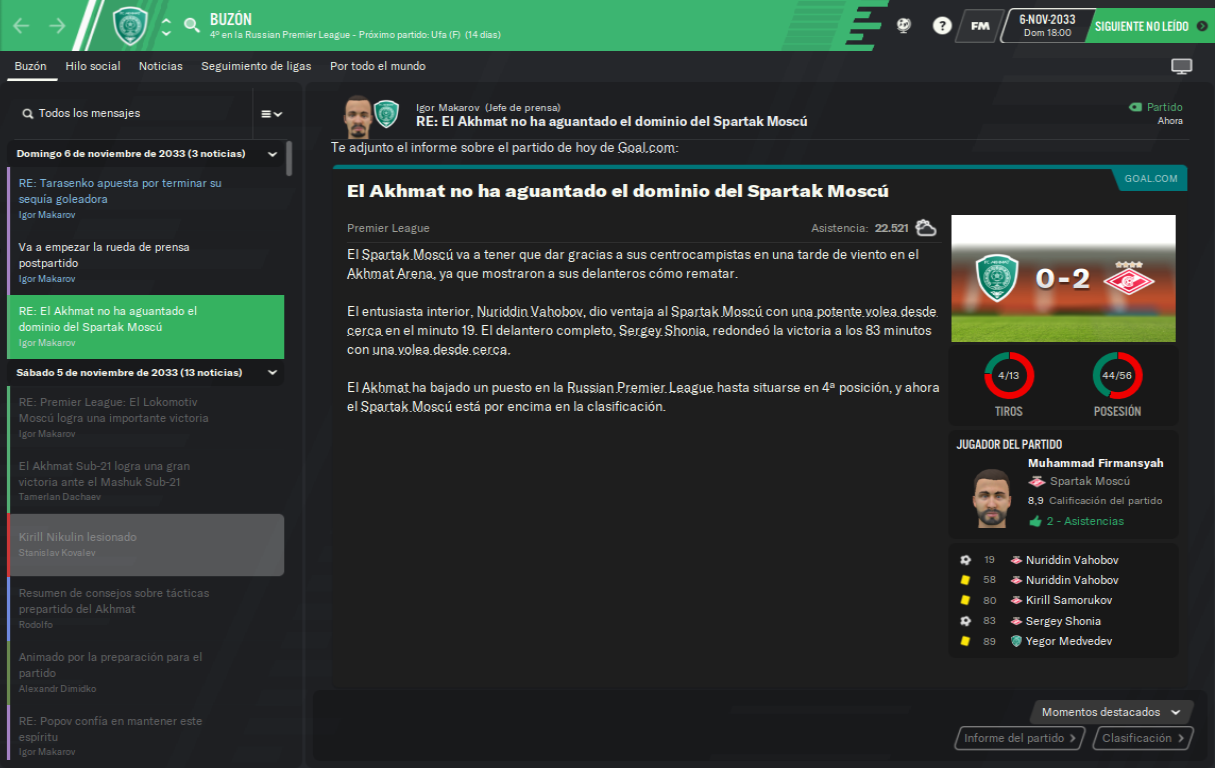 BUZÓN
4º en la Russian Premier League - Próximo partido: Ufa (F) (14 días)
?
FM
6-NOV-2033
Dom 18:00
SIGUIENTE NO LEÍDO
Buzón Hilo social Noticias Seguimiento de ligas Por todo el mundo
Todos los mensajes
Domingo 6 de noviembre de 2033 (3 noticias)
RE: Tarasenko apuesta por terminar su
sequía goleadora
Igor Makarov
Va a empezar la rueda de prensa
postpartido
Igor Makarov
RE: El Akhmat no ha aguantado el
dominio del Spartak Moscú
Igor Makarov
Sábado 5 de noviembre de 2033 (13 noticias)
RE: Premier League: El Lokomotiv
Moscú logra una importante victoria
Igor Makarov
El Akhmat Sub-21 logra una gran
victoria ante el Mashuk Sub-21
Tamerlan Dachaev
Kirill Nikulin lesionado
Stanislav Kovalev
Resumen de consejos sobre tácticas
prepartido del Akhmat
Rodolfo
Animado por la preparación para el
partido
Alexandr Dimidko
RE: Popov confía en mantener este
espíritu
Igor Makarov
Igor Makarov (Jefe de prensa)
RE: El Akhmat no ha aguantado el dominio del Spartak Moscú
Partido
Ahora
Te adjunto el informe sobre el partido de hoy de Goal.com:
El Akhmat no ha aguantado el dominio del Spartak Moscú
GOAL.COM
Premier League
Asistencia: 22.521
El Spartak Moscú va a tener que dar gracias a sus centrocampistas en una tarde de viento en el
Akhmat Arena, ya que mostraron a sus delanteros cómo rematar.
El entusiasta interior, Nuriddin Vahobov, dio ventaja al Spartak Moscú con una potente volea desde
cerca en el minuto 19. El delantero completo, Sergey Shonia, redondeó la victoria a los 83 minutos
con una volea desde cerca.
El Akhmat ha bajado un puesto en la Russian Premier League hasta situarse en 4ª posición, y ahora
el Spartak Moscú está por encima en la clasificación.
0-2
4/13
44/56
TIROS
POSESIÓN
JUGADOR DEL PARTIDO
Muhammad Firmansyah
Spartak Moscú
8,9 Calificación del partido
2 - Asistencias
19 Nuriddin Vahobov
58 Nuriddin Vahobov
80 Kirill Samorukov
83 Sergey Shonia
89 Yegor Medvedev
Momentos destacados
Informe del partido
Clasificación